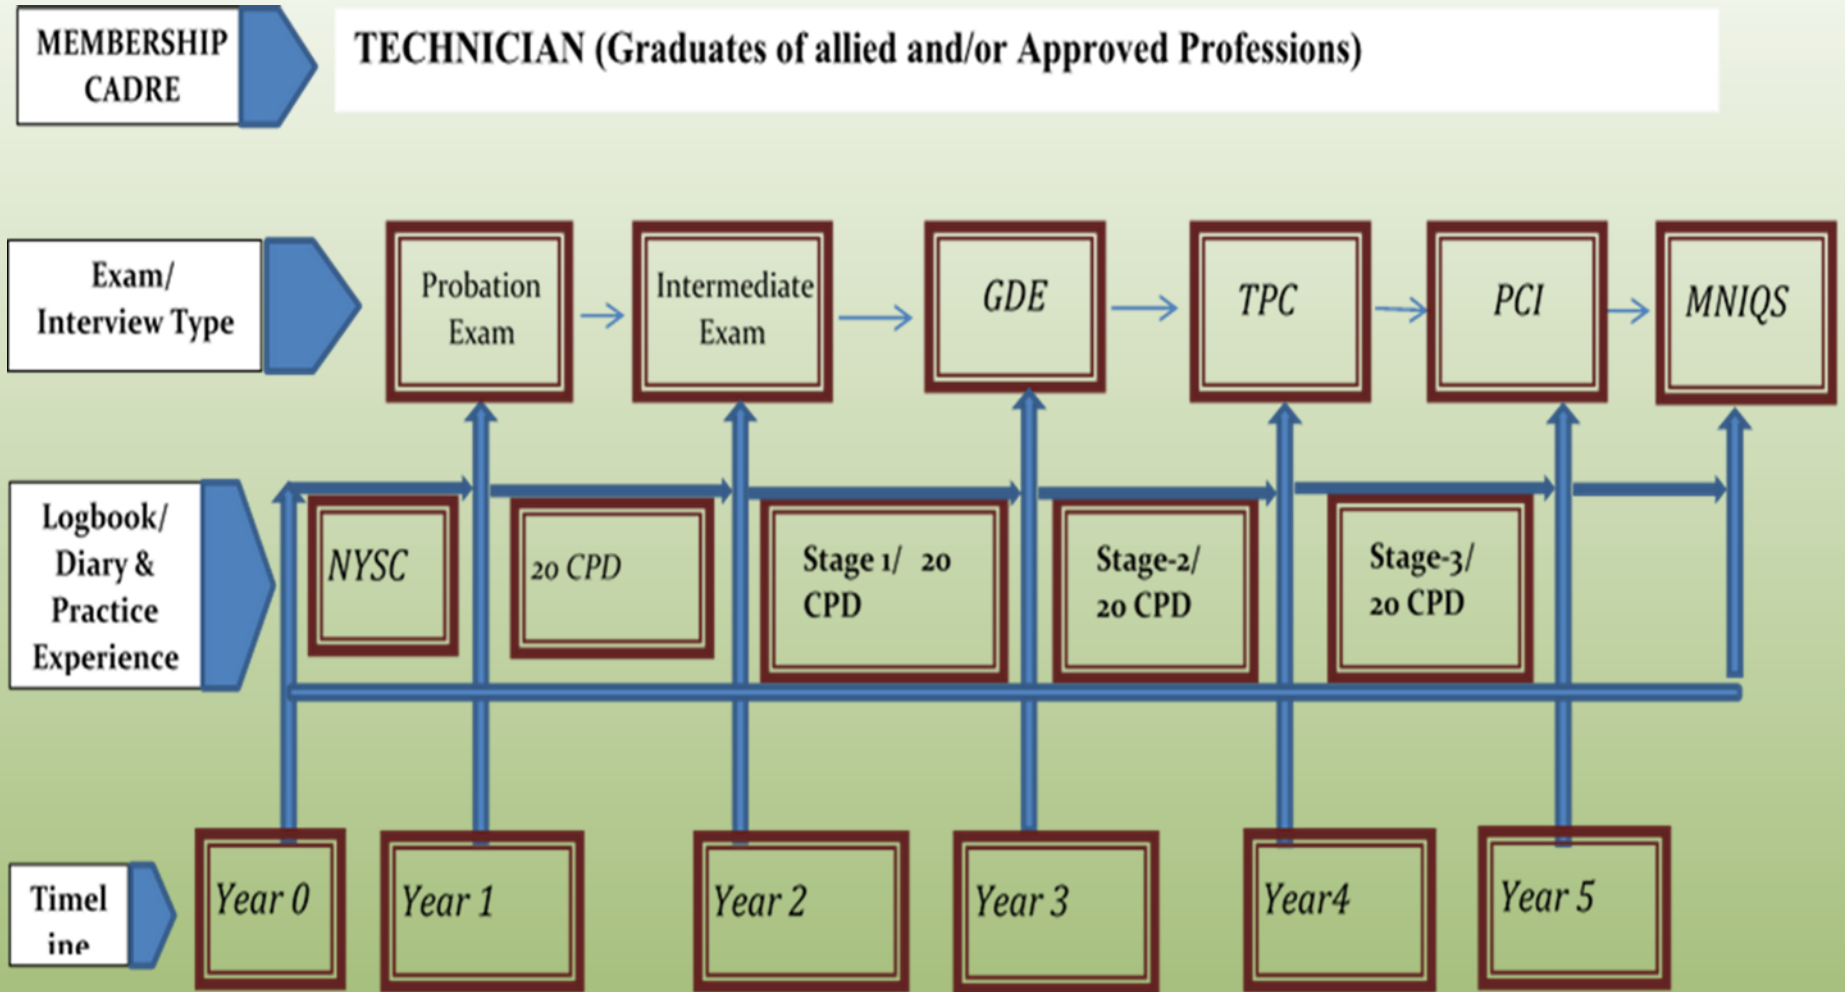 MEMBERSHIP
CADRE
TECHNICIAN (Graduates of allied and/or Approved Professions)
Exam/
Interview Type
Probation
Exam
Intermediate
Exam
GDE
TPC
PCI
MNIQS
Logbook/
Diary &
Practice
Experience
NYSC
20 CPD
Stage 1/ 20
CPD
Stage-2/
20 CPD
Stage-3/
20 CPD
Timel
ine
Year 0
Year 1
Year 2
Year 3
Year4
Year 5